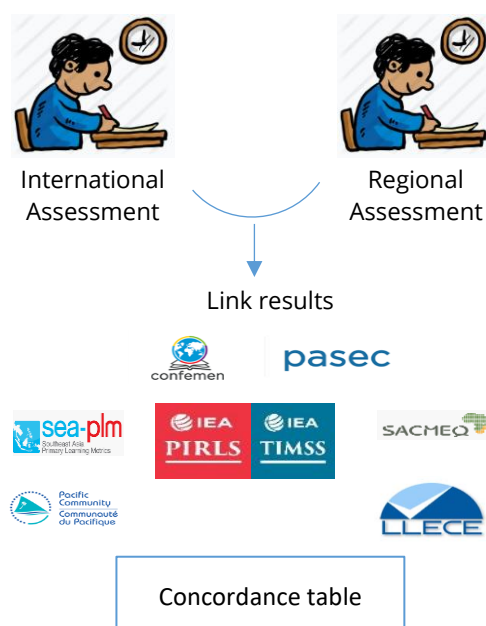 International
Assessment
Regional
Assessment
Link results
confemen
pasec
sea-plm
Southeast Asia
Primary Learning Metrics
IEA
PIRLS
IEA
TIMSS
SACMEQ
Pacific
Community
Communauté
du Pacifique
LLECE
Concordance table